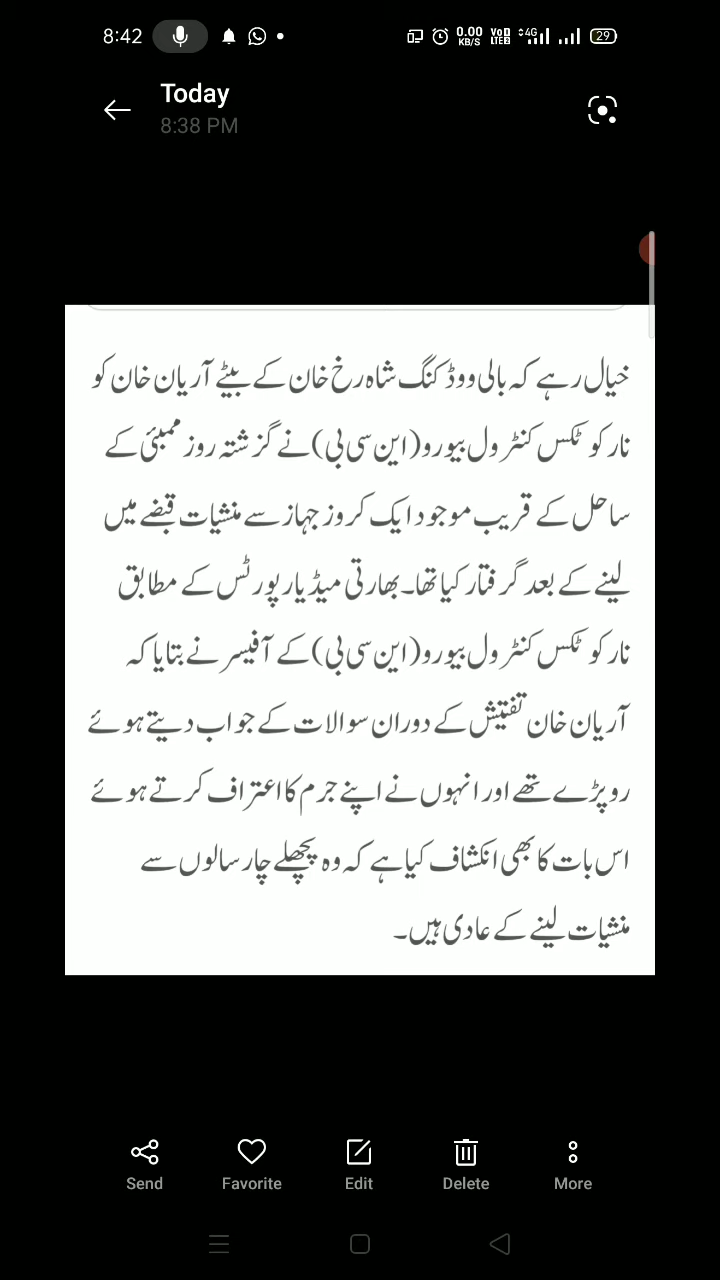 8:42
0.00 KB/S VoD LTE2 4G 29
Today
8:38 PM
خیال رہے کہ بالی ووڈ کنگ شاہ رخ خان کے بیٹے آریان خان کو
نارکوٹکس کنٹرول بیورو(این سی بی)نے گزشتہ روز ممبئی کے
ساحل کے قریب موجود ایک کروز جہاز سے منشیات قبضے میں
لینے کے بعد گرفتار کیا تھا۔بھارتی میڈیا رپورٹس کے مطابق
نارکوٹکس کنٹرول بیورو(این سی بی)کے آفیسر نے بتایا کہ
آریان خان تفتیش کے دوران سوالات کے جواب دیتے ہوئے
رو پڑے تھے اور انہوں نے اپنے جرم کا اعتراف کرتے ہوئے
اس بات کا بھی انکشاف کیا ہے کہ وہ پچھلے چار سالوں سے
منشیات لینے کے عادی ہیں۔
Send Favorite Edit Delete More